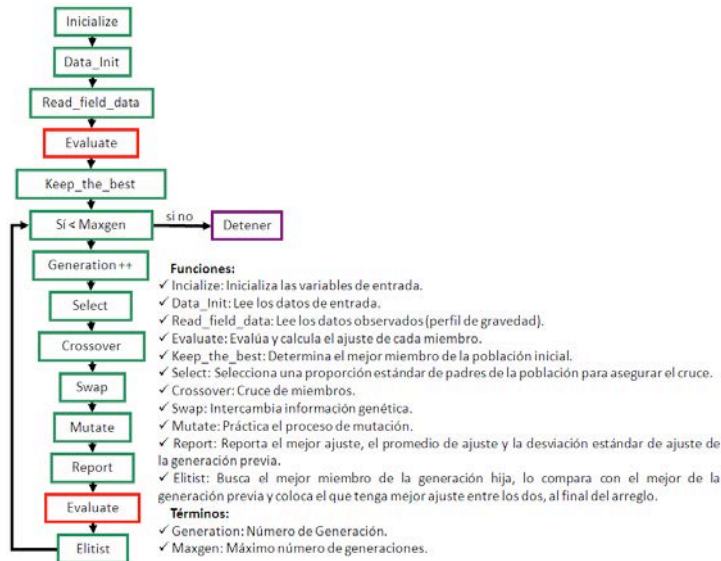 Inicialize
Data_Init
Read_field_data
Evaluate
Keep_the_best
Sí < Maxgen
si no
Detener
Generation ++
Select
Crossover
Swap
Mutate
Report
Evaluate
Elitist
Funciones:
✓ Incialize: Inicializa las variables de entrada.
✓ Data_Init: Lee los datos de entrada.
✓ Read_field_data: Lee los datos observados (perfil de gravedad).
✓ Evaluate: Evalúa y calcula el ajuste de cada miembro.
✓ Keep_the_best: Determina el mejor miembro de la población inicial.
✓ Select: Selecciona una proporción estándar de padres de la población para asegurar el cruce.
✓ Crossover: Cruce de miembros.
✓ Swap: Intercambia información genética.
✓ Mutate: Práctica el proceso de mutación.
✓ Report: Reporta el mejor ajuste, el promedio de ajuste y la desviación estándar de ajuste de
la generación previa.
✓ Elitist: Busca el mejor miembro de la generación hija, lo compara con el mejor de la
generación previa y coloca el que tenga mejor ajuste entre los dos, al final del arreglo.
Términos:
✓ Generation: Número de Generación.
✓ Maxgen: Máximo número de generaciones.